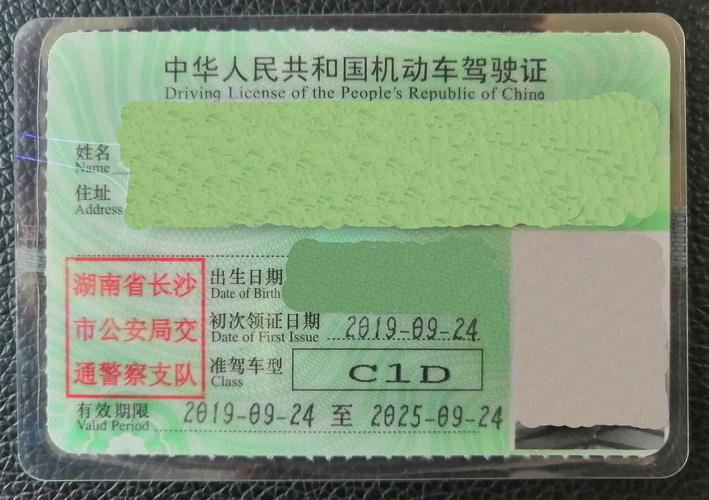 中华人民共和国机动车驾驶证
Driving License of the People's Republic of China
姓名
Name
住址
Address
出生日期
Date of Birth
湖南省长沙
市公安局交
通警察支队
初次领证日期
Date of First Issue
2019-09-24
准驾车型
Class
C1D
有效期限
Valid Period
2019-09-24 至 2025-09-24